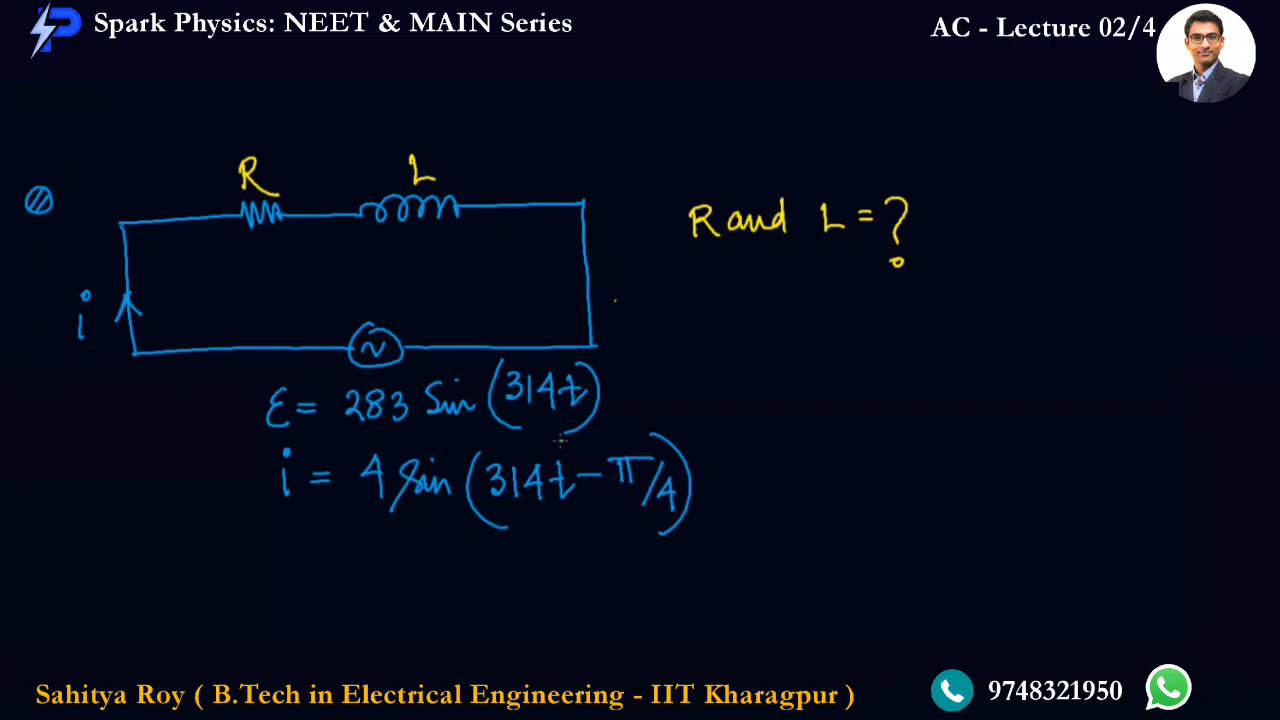 Spark Physics: NEET & MAIN Series
AC - Lecture 02/4
R
L
R and L = ?
i
~
ε = 283 Sin (314t)
i = 4 sin (314t - π/4)
Sahitya Roy ( B.Tech in Electrical Engineering - IIT Kharagpur )
9748321950